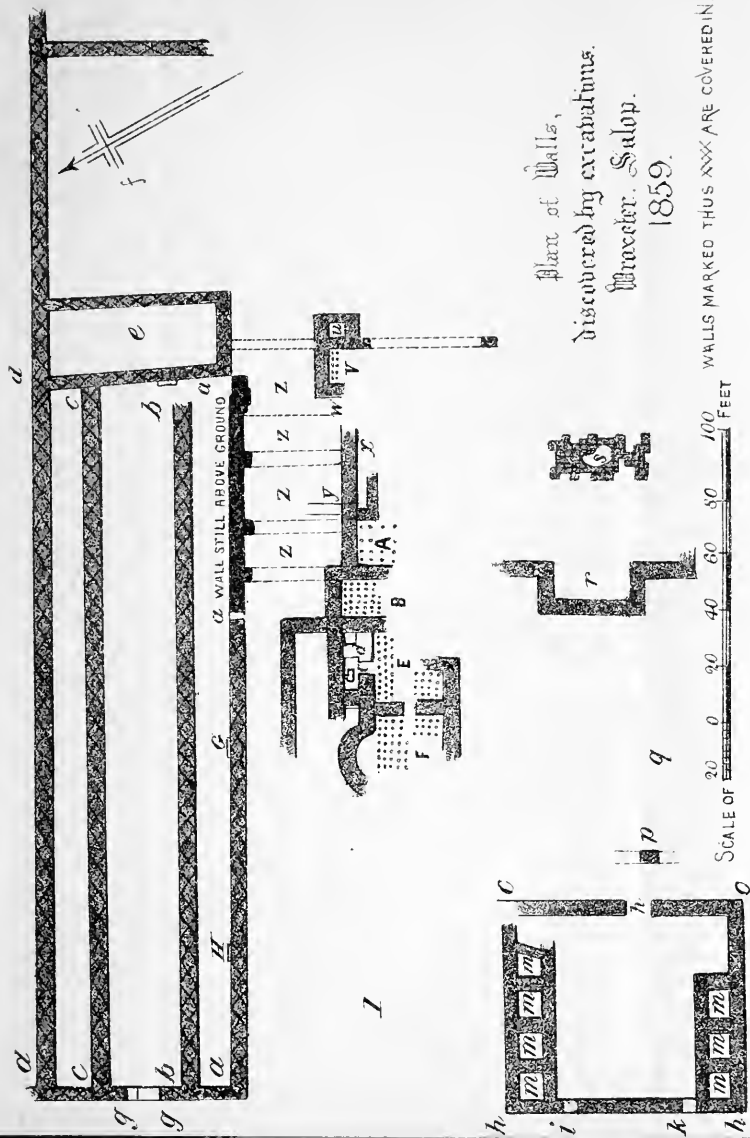 d c b a
g g
d c b a
H G
a WALL STILL ABOVE GROUND
e
f
z z z z
y x w V u
A B E F
d
I
h i k h
m m m m
m m m
C h C
p q r s
Plan of Walls,
discovered by excavations.
Wroxeter. Salop.
1859.
WALLS MARKED THUS XXXX ARE COVERED IN
SCALE OF 20 0 20 40 60 80 100 FEET